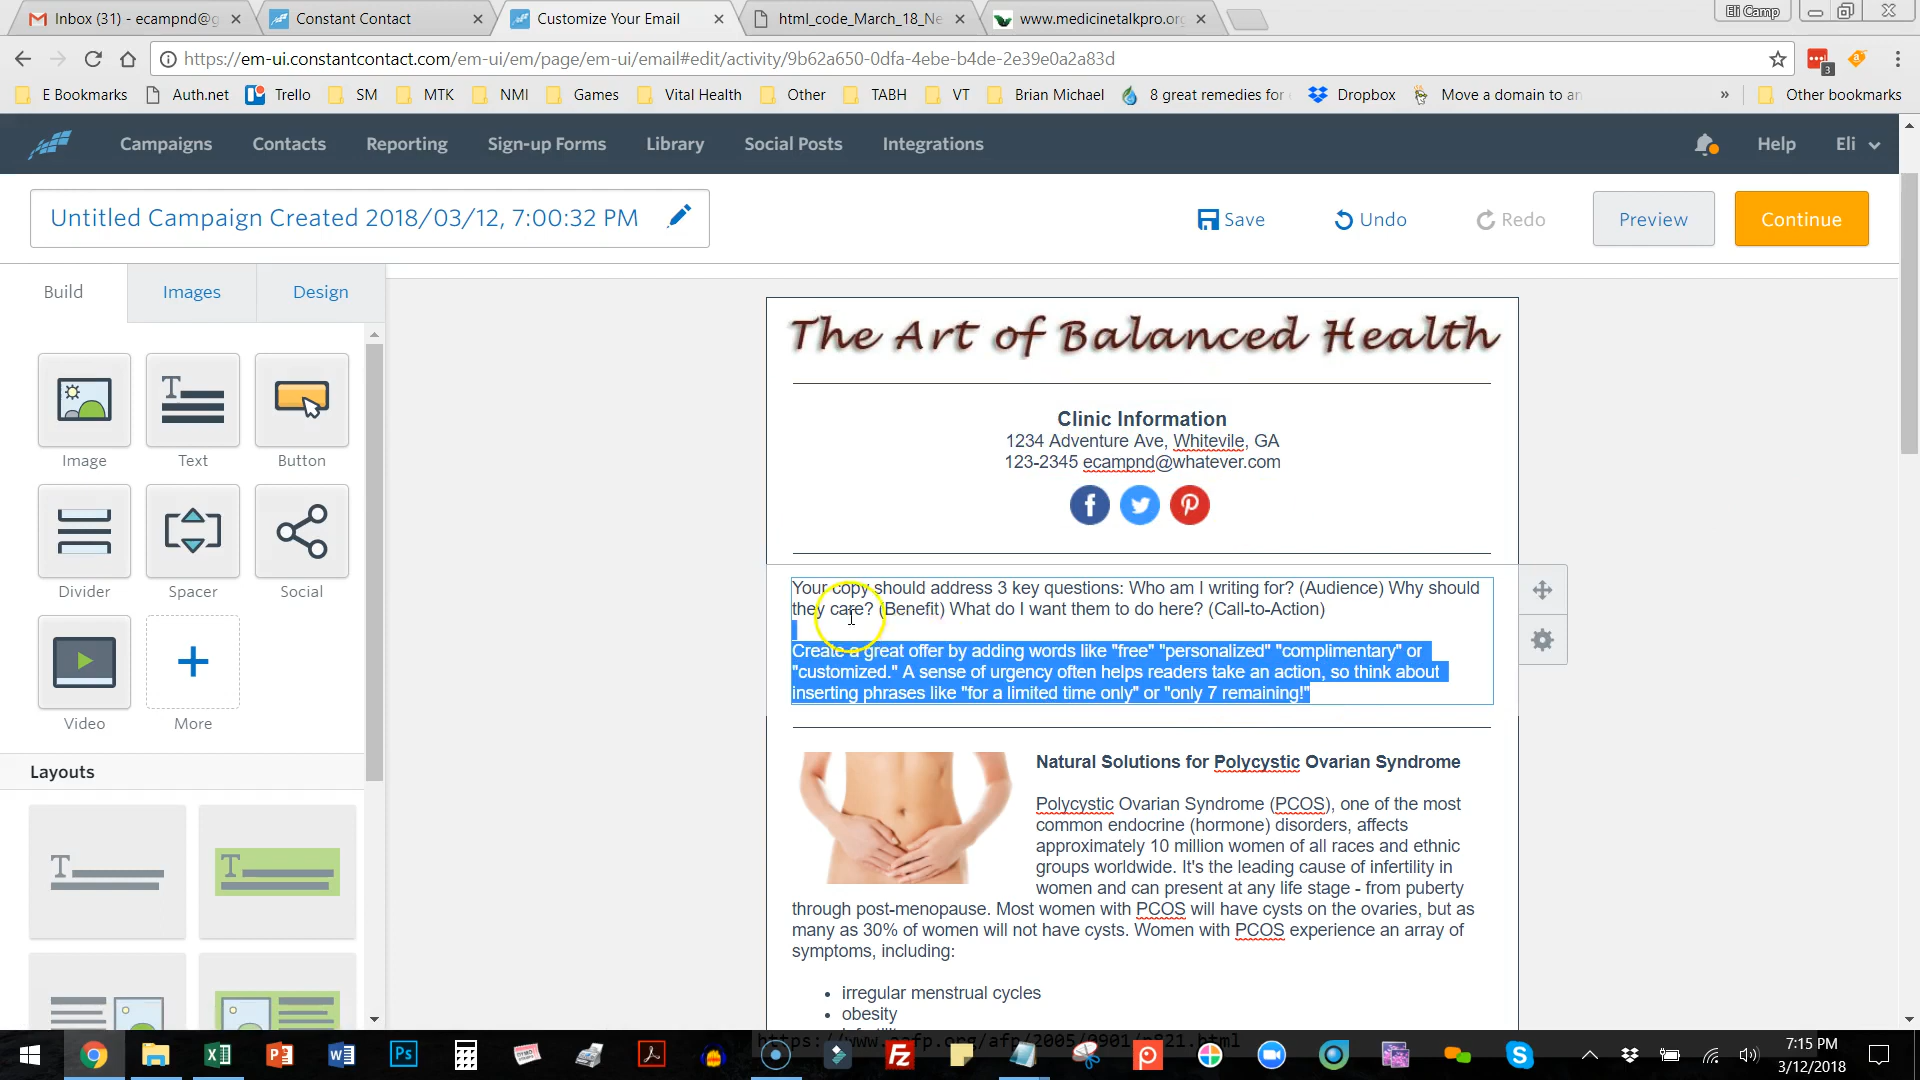 Inbox (31) - ecampnd@g
Constant Contact
Customize Your Email
html_code_March_18_Ne
www.medicinetalkpro.org
Eli Camp
https://em-ui.constantcontact.com/em-ui/em/page/em-ui/email#edit/activity/9b62a650-0dfa-4ebe-b4de-2e39e0a2a83d
3
E Bookmarks
Auth.net
Trello
SM
MTK
NMI
Games
Vital Health
Other
TABH
VT
Brian Michael
8 great remedies for
Dropbox
Move a domain to an
»
Other bookmarks
Campaigns
Contacts
Reporting
Sign-up Forms
Library
Social Posts
Integrations
Help
Eli
Untitled Campaign Created 2018/03/12, 7:00:32 PM
Save
Undo
Redo
Preview
Continue
Build
Images
Design
Image
Text
Button
Divider
Spacer
Social
Video
More
Layouts
The Art of Balanced Health
Clinic Information
1234 Adventure Ave, Whitevile, GA
123-2345 ecampnd@whatever.com
Your copy should address 3 key questions: Who am I writing for? (Audience) Why should
they care? (Benefit) What do I want them to do here? (Call-to-Action)
Create a great offer by adding words like "free" "personalized" "complimentary" or
"customized." A sense of urgency often helps readers take an action, so think about
inserting phrases like "for a limited time only" or "only 7 remaining!"
Natural Solutions for Polycystic Ovarian Syndrome
Polycystic Ovarian Syndrome (PCOS), one of the most
common endocrine (hormone) disorders, affects
approximately 10 million women of all races and ethnic
groups worldwide. It's the leading cause of infertility in
women and can present at any life stage - from puberty
through post-menopause. Most women with PCOS will have cysts on the ovaries, but as
many as 30% of women will not have cysts. Women with PCOS experience an array of
symptoms, including:
irregular menstrual cycles
obesity
7:15 PM
3/12/2018